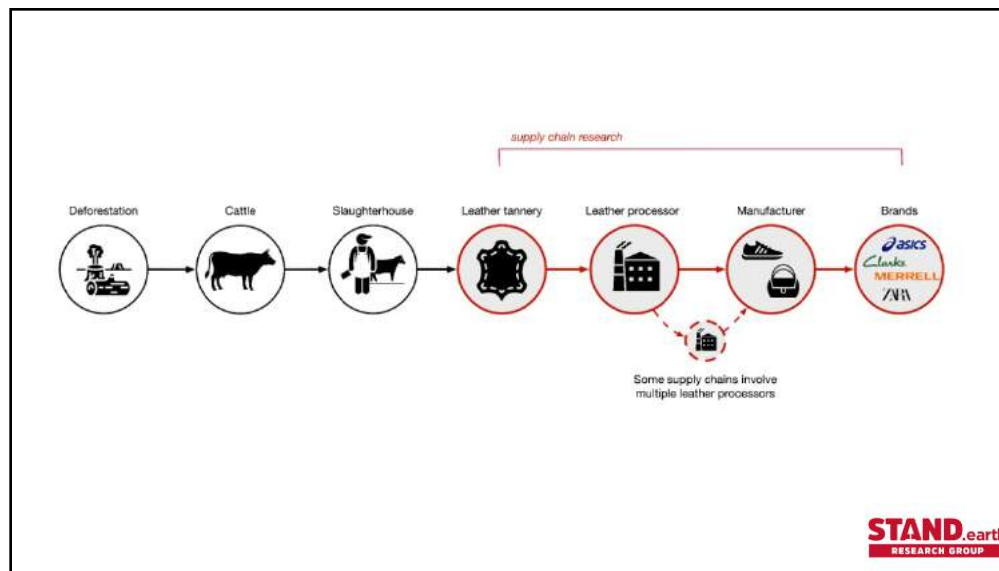 supply chain research
Deforestation
Cattle
Slaughterhouse
Leather tannery
Leather processor
Manufacturer
Brands
asics
Clarks
MERRELL
ZARA
Some supply chains involve
multiple leather processors
STAND.earth
RESEARCH GROUP